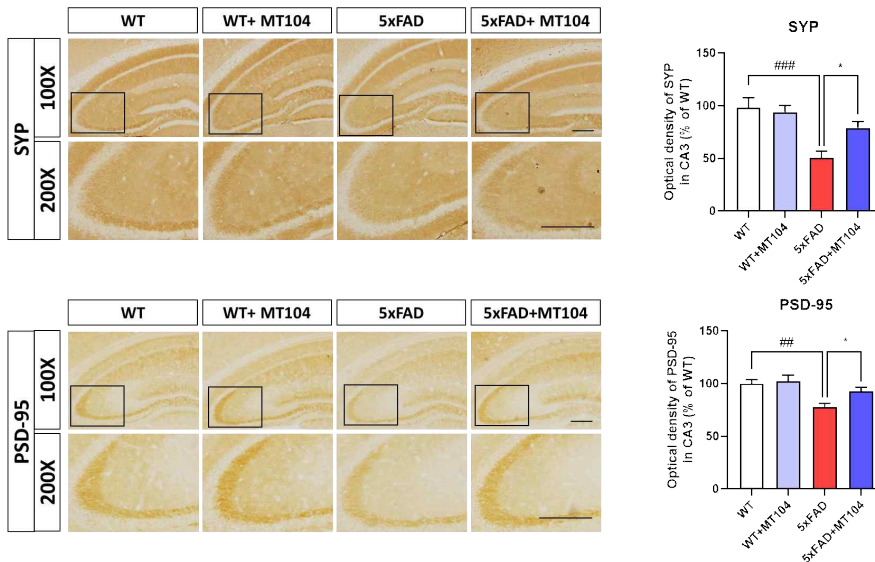 WT WT+ MT104 5xFAD 5xFAD+ MT104
SYP
100X
200X
SYP
Optical density of SYP
in CA3 (% of WT)
150
100
50
0
###
*
WT
WT+MT104
5xFAD
5xFAD+MT104
WT WT+ MT104 5xFAD 5xFAD+MT104
PSD-95
100X
200X
PSD-95
Optical density of PSD-95
in CA3 (% of WT)
150
100
50
0
##
*
WT
WT+MT104
5xFAD
5xFAD+MT104